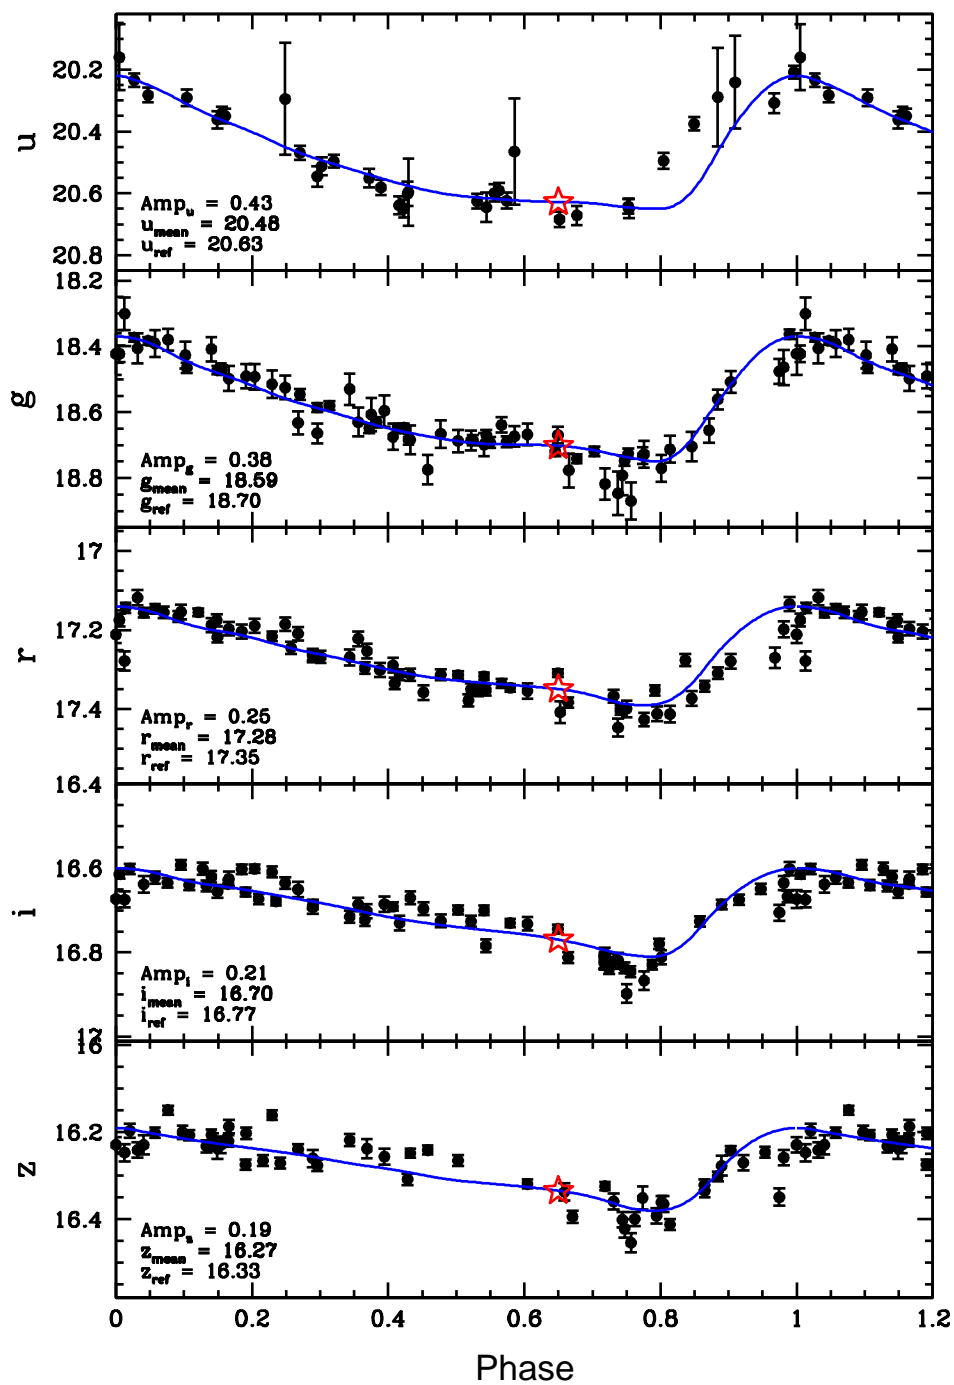 20.2
20.4
20.6
20.8
u
Amp_u = 0.43
u_mean = 20.48
u_ref = 20.63
18.2
18.4
18.6
18.8
g
Amp_g = 0.38
g_mean = 18.59
g_ref = 18.70
17
17.2
17.4
r
Amp_r = 0.25
r_mean = 17.28
r_ref = 17.35
16.4
16.6
16.8
17
i
Amp_i = 0.21
i_mean = 16.70
i_ref = 16.77
16
16.2
16.4
z
Amp_z = 0.19
z_mean = 16.27
z_ref = 16.33
0 0.2 0.4 0.6 0.8 1 1.2
Phase